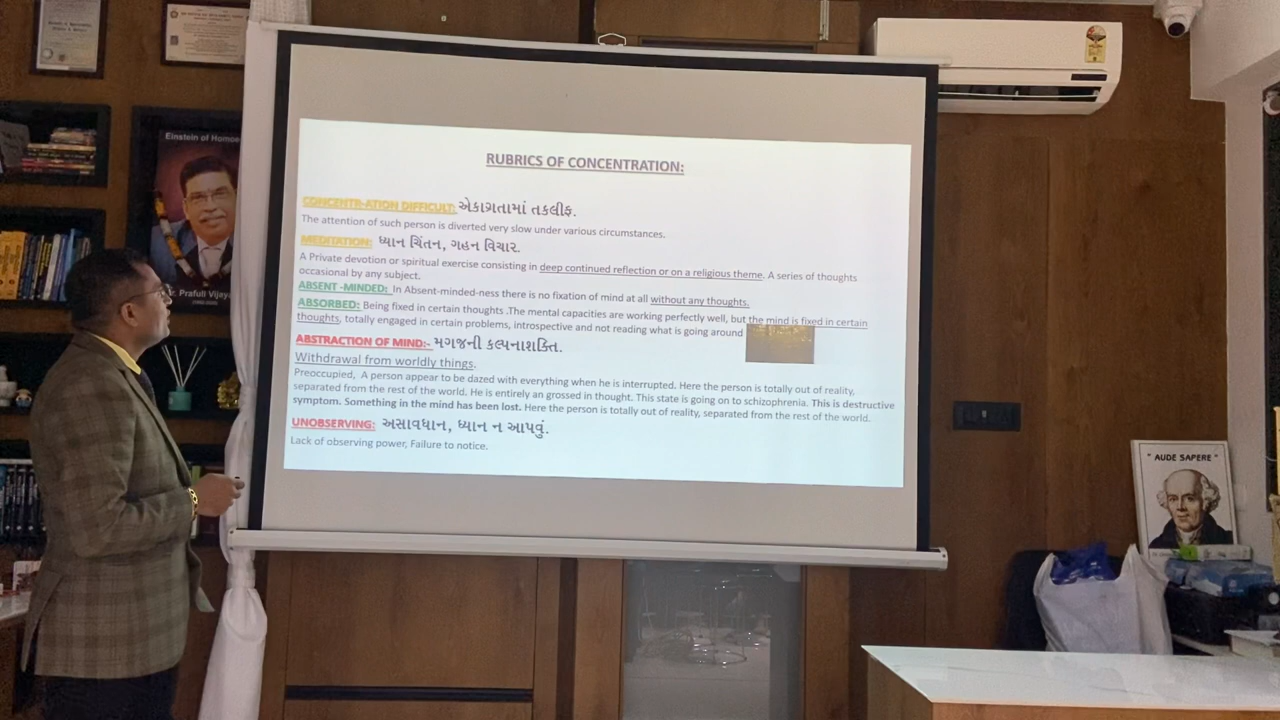 Einstein of Homoe
r. Prafull Vijay
RUBRICS OF CONCENTRATION:
CONCENTR-ATION DIFFICULT: એકાગ્રતામાં તકલીફ.
The attention of such person is diverted very slow under various circumstances.
MEDITATION: ધ્યાન ચિંતન, ગહન વિચાર.
A Private devotion or spiritual exercise consisting in deep continued reflection or on a religious theme. A series of thoughts
occasional by any subject.
ABSENT -MINDED: In Absent-minded-ness there is no fixation of mind at all without any thoughts.
ABSORBED: Being fixed in certain thoughts .The mental capacities are working perfectly well, but the mind is fixed in certain
thoughts, totally engaged in certain problems, introspective and not reading what is going around
ABSTRACTION OF MIND:- મગજની કલ્પનાશક્તિ.
Withdrawal from worldly things.
Preoccupied, A person appear to be dazed with everything when he is interrupted. Here the person is totally out of reality,
separated from the rest of the world. He is entirely an grossed in thought. This state is going on to schizophrenia. This is destructive
symptom. Something in the mind has been lost. Here the person is totally out of reality, separated from the rest of the world.
UNOBSERVING: અસાવધાન, ધ્યાન ન આપવું.
Lack of observing power, Failure to notice.
" AUDE SAPERE "